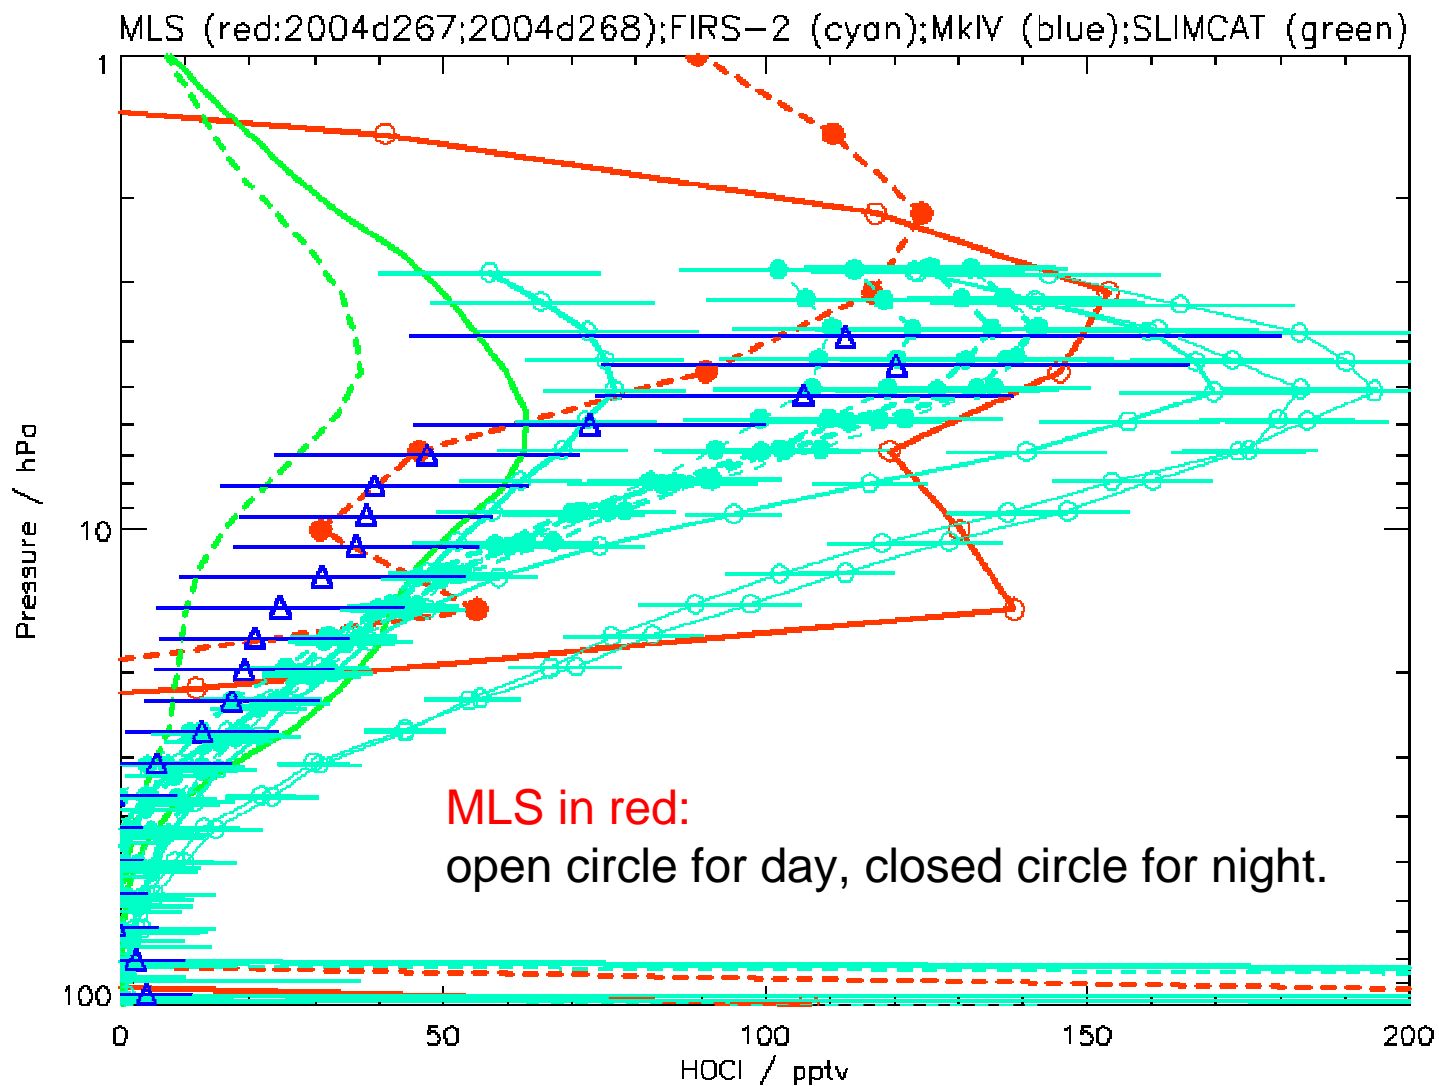 MLS (red:2004d267;2004d268);FIRS-2 (cyan);MkIV (blue);SLIMCAT (green)
1
10
100
Pressure / hPa
MLS in red:
open circle for day, closed circle for night.
0 50 100 150 200
HOCl / pptv